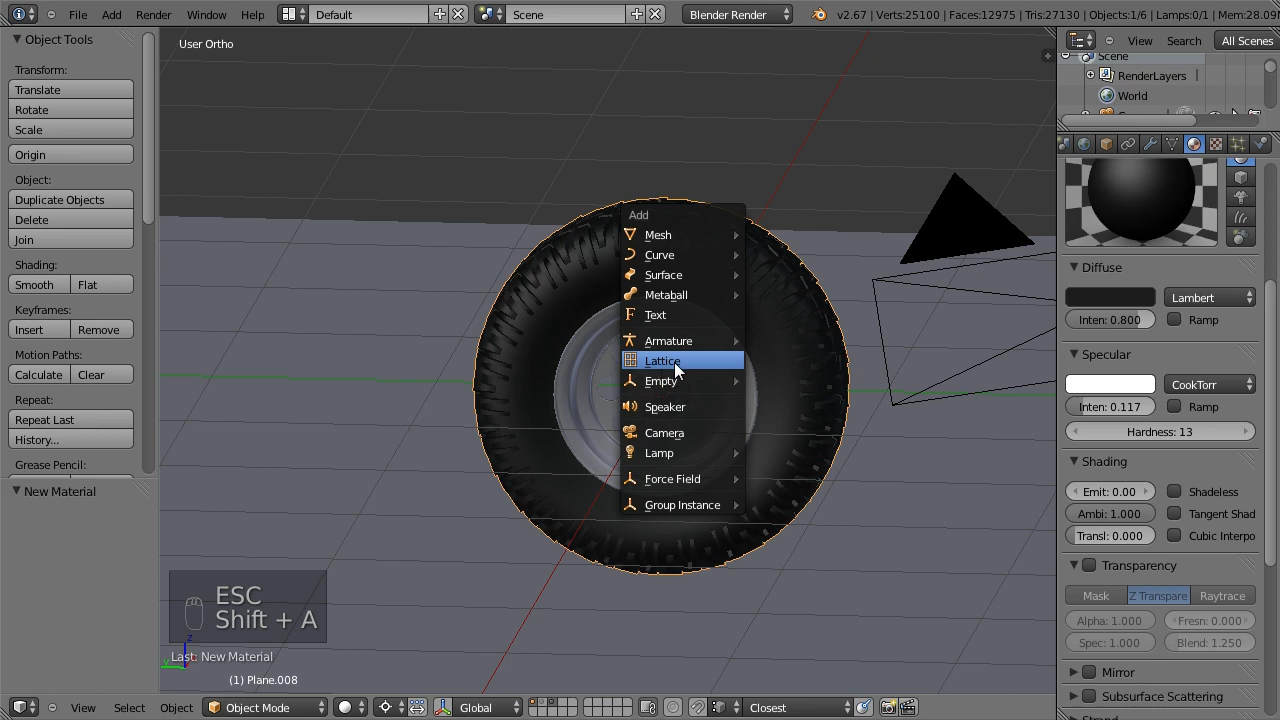 File Add Render Window Help Default Scene Blender Render v2.67 | Verts:25100 | Faces:12975 | Tris:27130 | Objects:1/6 | Lamps:0/1 | Mem:28.09
Object Tools
User Ortho
View Search All Scenes
Scene
RenderLayers
World
Transform:
Translate
Rotate
Scale
Origin
Object:
Duplicate Objects
Delete
Join
Shading:
Smooth Flat
Keyframes:
Insert Remove
Motion Paths:
Calculate Clear
Repeat:
Repeat Last
History...
Grease Pencil:
New Material
Add
Mesh
Curve
Surface
Metaball
Text
Armature
Lattice
Empty
Speaker
Camera
Lamp
Force Field
Group Instance
Diffuse
Lambert
Inten: 0.800 Ramp
Specular
CookTorr
Inten: 0.117 Ramp
Hardness: 13
Shading
Emit: 0.00 Shadeless
Ambi: 1.000 Tangent Shad
Transl: 0.000 Cubic Interpo
Transparency
Mask Z Transpare Raytrace
Alpha: 1.000 Fresn: 0.000
Spec: 1.000 Blend: 1.250
Mirror
Subsurface Scattering
ESC
Shift + A
z
y
Last: New Material
(1) Plane.008
View Select Object Object Mode Global Closest